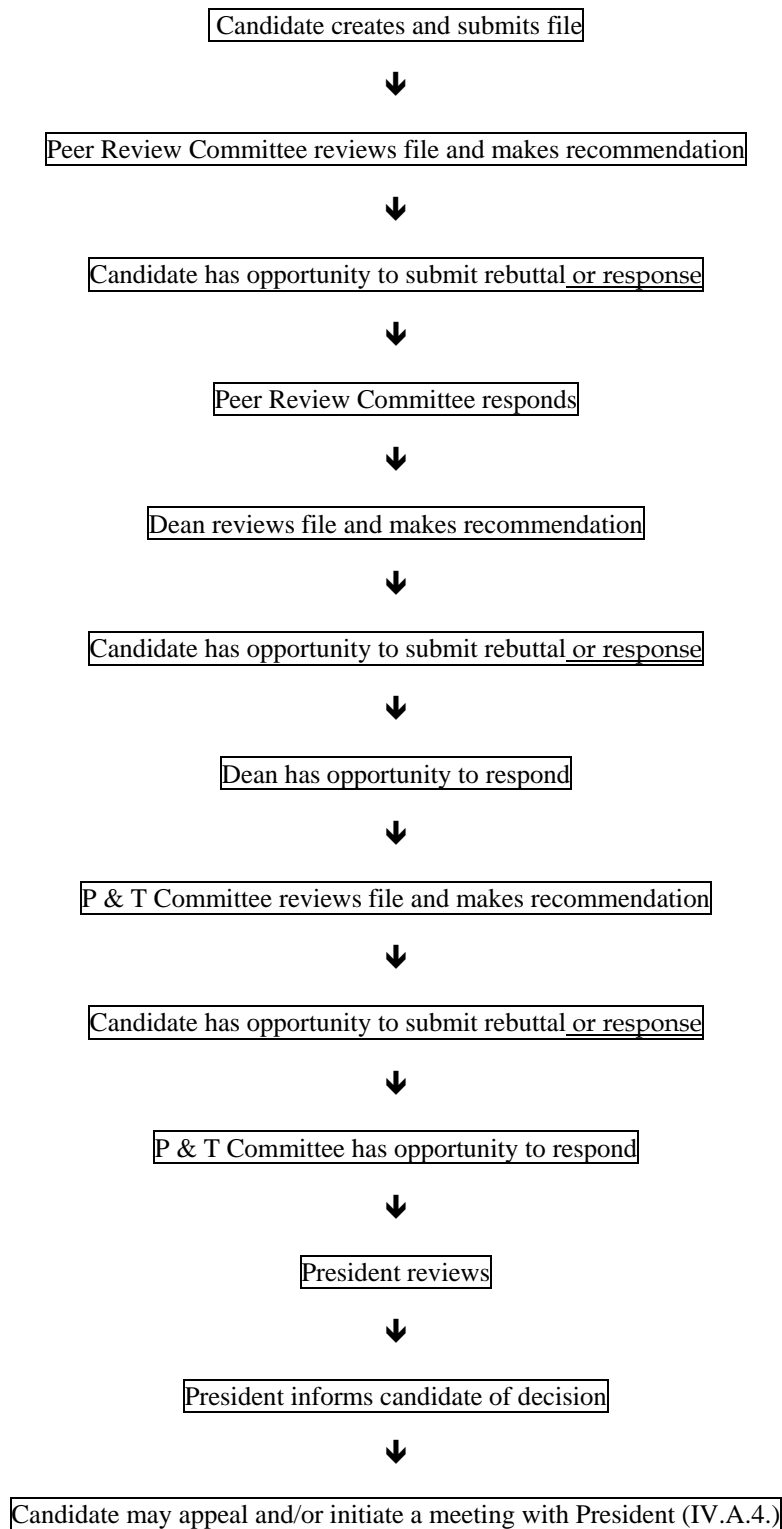 Candidate creates and submits file
🡻
Peer Review Committee reviews file and makes recommendation
🡻
Candidate has opportunity to submit rebuttal or response
🡻
Peer Review Committee responds
🡻
Dean reviews file and makes recommendation
🡻
Candidate has opportunity to submit rebuttal or response
🡻
Dean has opportunity to respond
🡻
P & T Committee reviews file and makes recommendation
🡻
Candidate has opportunity to submit rebuttal or response
🡻
P & T Committee has opportunity to respond
🡻
President reviews
🡻
President informs candidate of decision
🡻
Candidate may appeal and/or initiate a meeting with President (IV.A.4.)